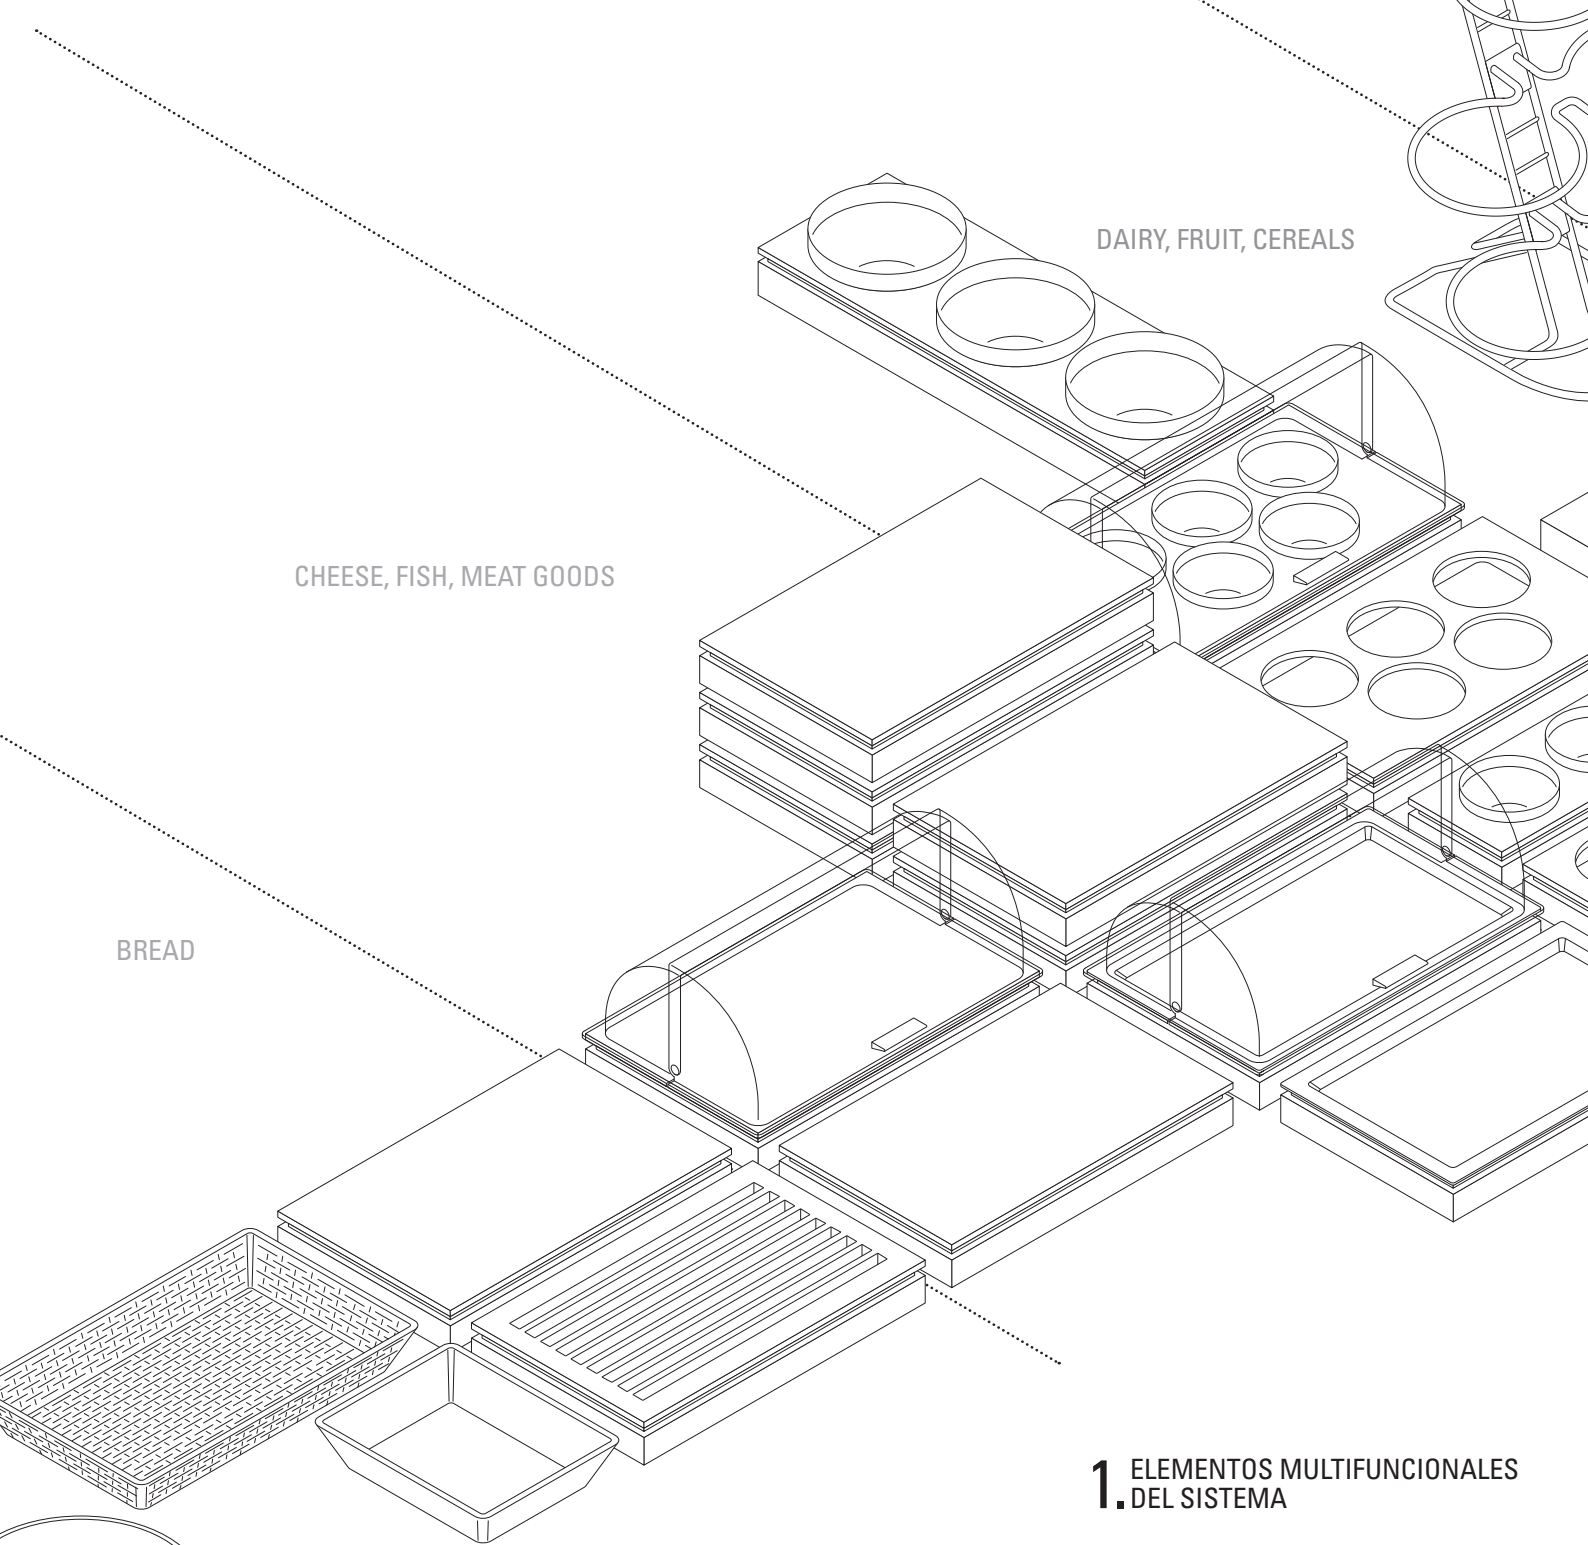 DAIRY, FRUIT, CEREALS
CHEESE, FISH, MEAT GOODS
BREAD
1. ELEMENTOS MULTIFUNCIONALES
DEL SISTEMA